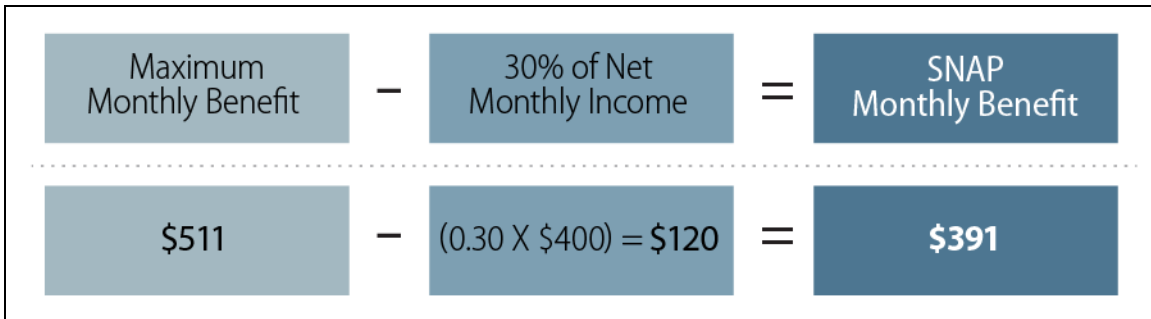 Maximum
Monthly Benefit
–
30% of Net
Monthly Income
=
SNAP
Monthly Benefit
$511
–
(0.30 X $400) = $120
=
$391